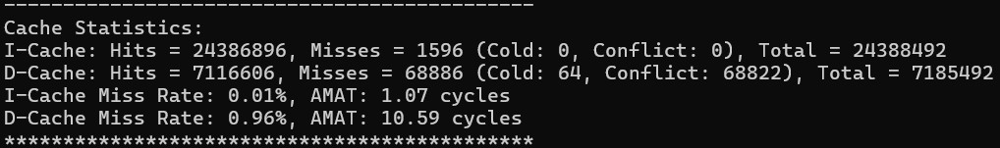 ---------------------------------------------
Cache Statistics:
I-Cache: Hits = 24386896, Misses = 1596 (Cold: 0, Conflict: 0), Total = 24388492
D-Cache: Hits = 7116606, Misses = 68886 (Cold: 64, Conflict: 68822), Total = 7185492
I-Cache Miss Rate: 0.01%, AMAT: 1.07 cycles
D-Cache Miss Rate: 0.96%, AMAT: 10.59 cycles
*********************************************